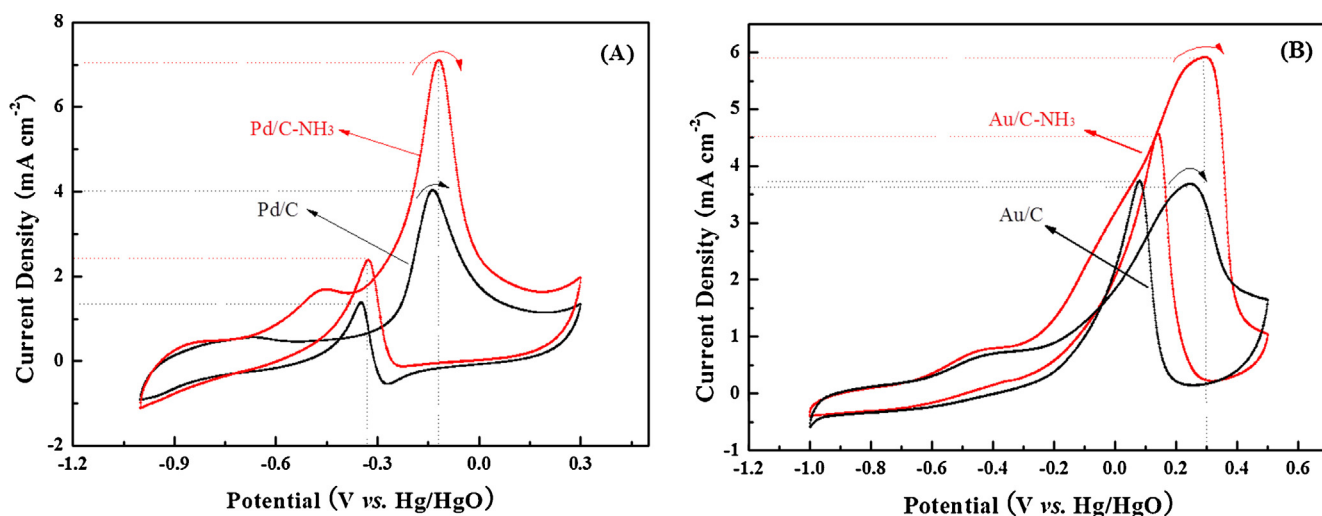 (A)
8
6
4
2
0
-2
-1.2
-0.9
-0.6
-0.3
0.0
0.3
Current Density (mA cm-2)
Potential (V vs. Hg/HgO)
Pd/C-NH3
Pd/C
(B)
6
5
4
3
2
1
0
-1
-1.0
-0.8
-0.6
-0.4
-0.2
0.0
0.2
0.4
0.6
Current Density (mA cm-2)
Potential (V vs. Hg/HgO)
Au/C-NH3
Au/C